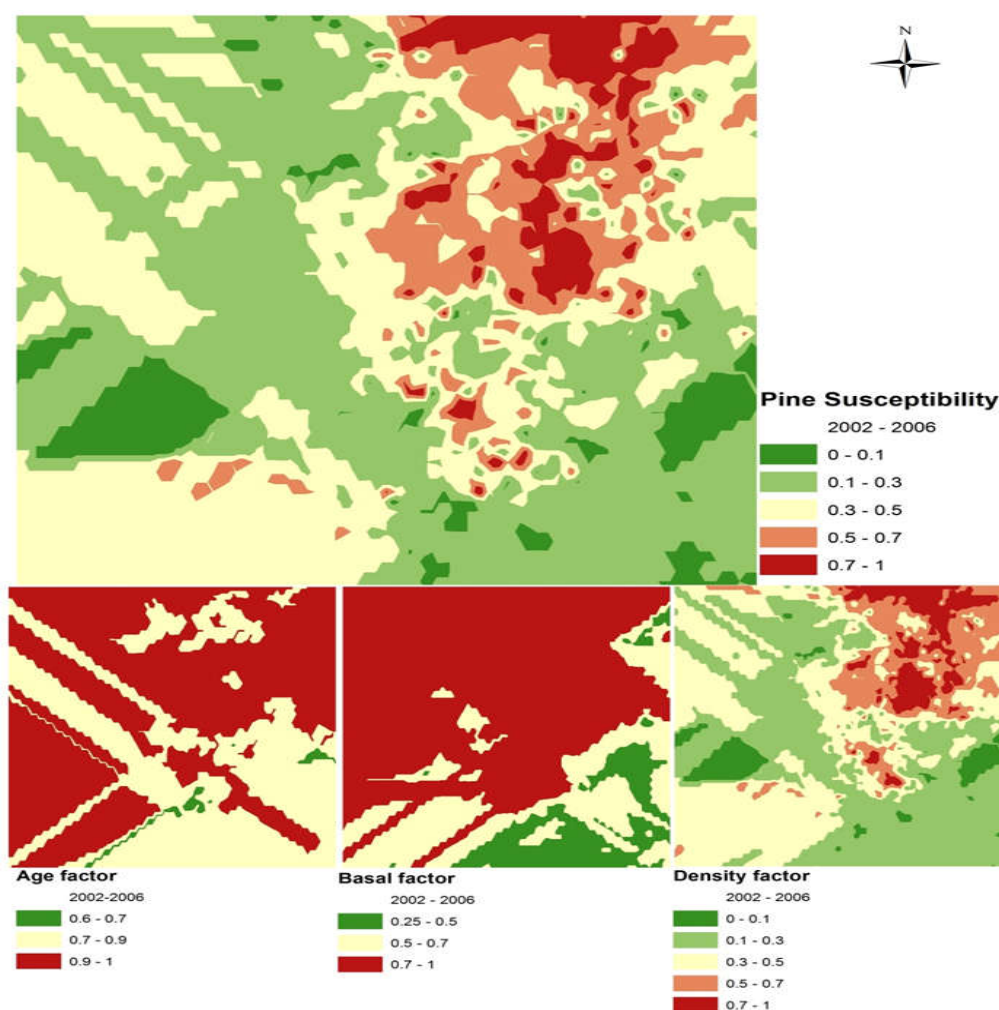 N
Pine Susceptibility
2002 - 2006
0 - 0.1
0.1 - 0.3
0.3 - 0.5
0.5 - 0.7
0.7 - 1
Age factor
2002-2006
0.6 - 0.7
0.7 - 0.9
0.9 - 1
Basal factor
2002 - 2006
0.25 - 0.5
0.5 - 0.7
0.7 - 1
Density factor
2002 - 2006
0 - 0.1
0.1 - 0.3
0.3 - 0.5
0.5 - 0.7
0.7 - 1